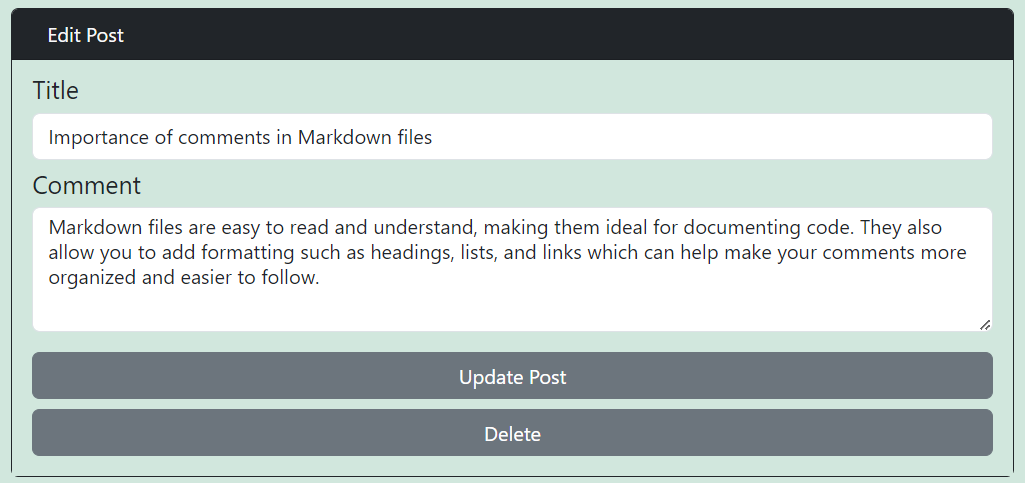 Edit Post
Title
Importance of comments in Markdown files
Comment
Markdown files are easy to read and understand, making them ideal for documenting code. They also
allow you to add formatting such as headings, lists, and links which can help make your comments more
organized and easier to follow.
Update Post
Delete